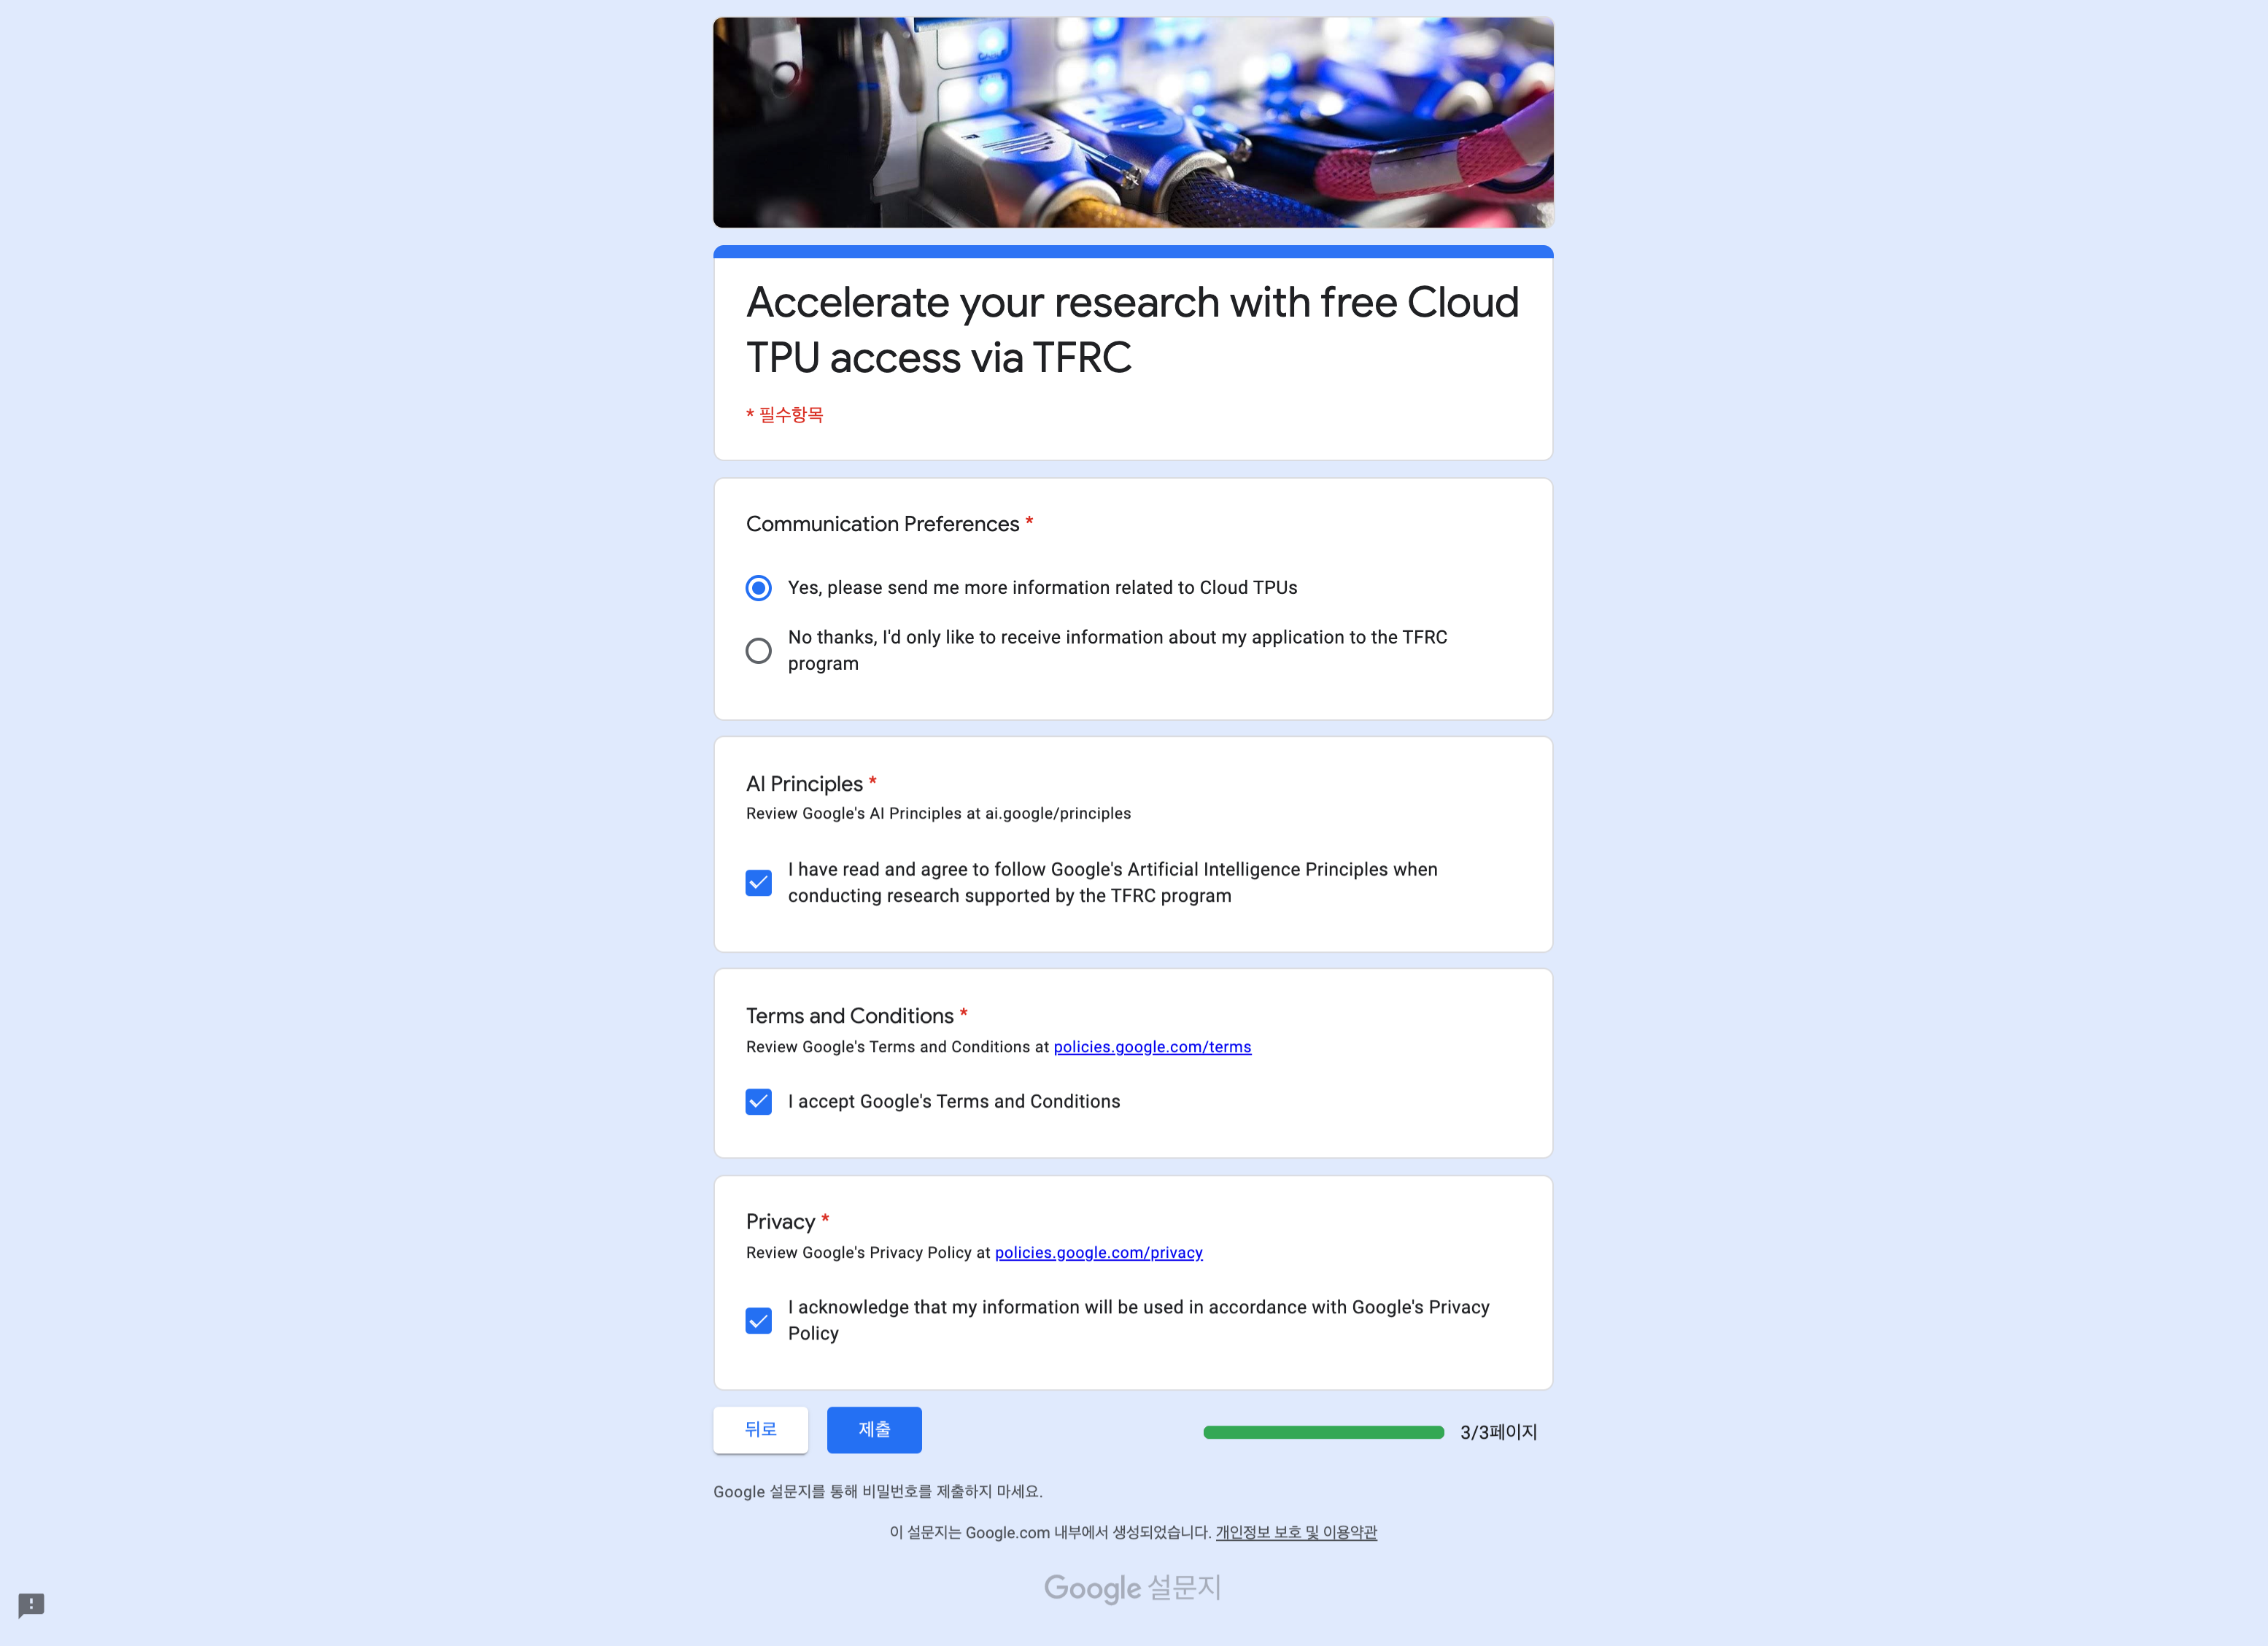 Accelerate your research with free Cloud
TPU access via TFRC
* 필수항목
Communication Preferences *
Yes, please send me more information related to Cloud TPUs
No thanks, I'd only like to receive information about my application to the TFRC
program
AI Principles *
Review Google's AI Principles at ai.google/principles
I have read and agree to follow Google's Artificial Intelligence Principles when
conducting research supported by the TFRC program
Terms and Conditions *
Review Google's Terms and Conditions at policies.google.com/terms
I accept Google's Terms and Conditions
Privacy *
Review Google's Privacy Policy at policies.google.com/privacy
I acknowledge that my information will be used in accordance with Google's Privacy
Policy
뒤로 제출 3/3페이지
Google 설문지를 통해 비밀번호를 제출하지 마세요.
이 설문지는 Google.com 내부에서 생성되었습니다. 개인정보 보호 및 이용약관
Google 설문지